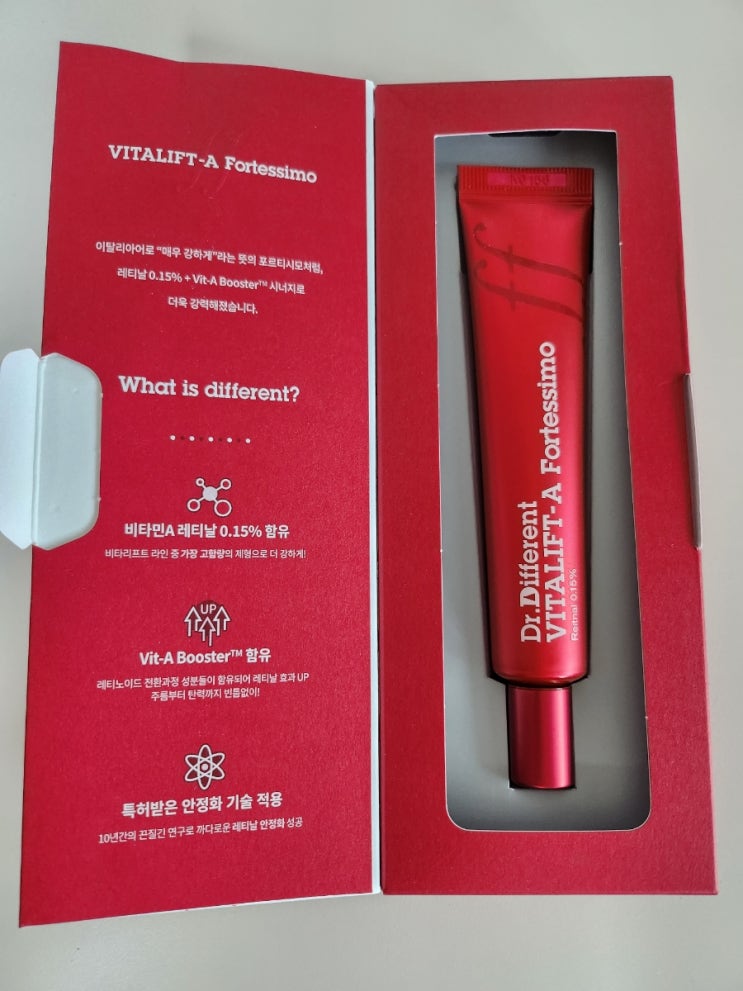 VITALIFT-A Fortessimo
이탈리아어로 "매우 강하게"라는 뜻의 포르티시모처럼,
레티날 0.15% + Vit-A Booster™ 시너지로
더욱 강력해졌습니다.
What is different?
비타민A 레티날 0.15% 함유
비타리프트 라인 중 가장 고함량의 제형으로 더 강하게!
UP
Vit-A Booster™ 함유
레티노이드 전환과정 성분들이 함유되어 레티날 효과 UP
주름부터 탄력까지 빈틈없이!
특허받은 안정화 기술 적용
10년간의 끈질긴 연구로 까다로운 레티날 안정화 성공
ff
Dr.Different
VITALIFT-A Fortessimo
Reitnal 0.15%